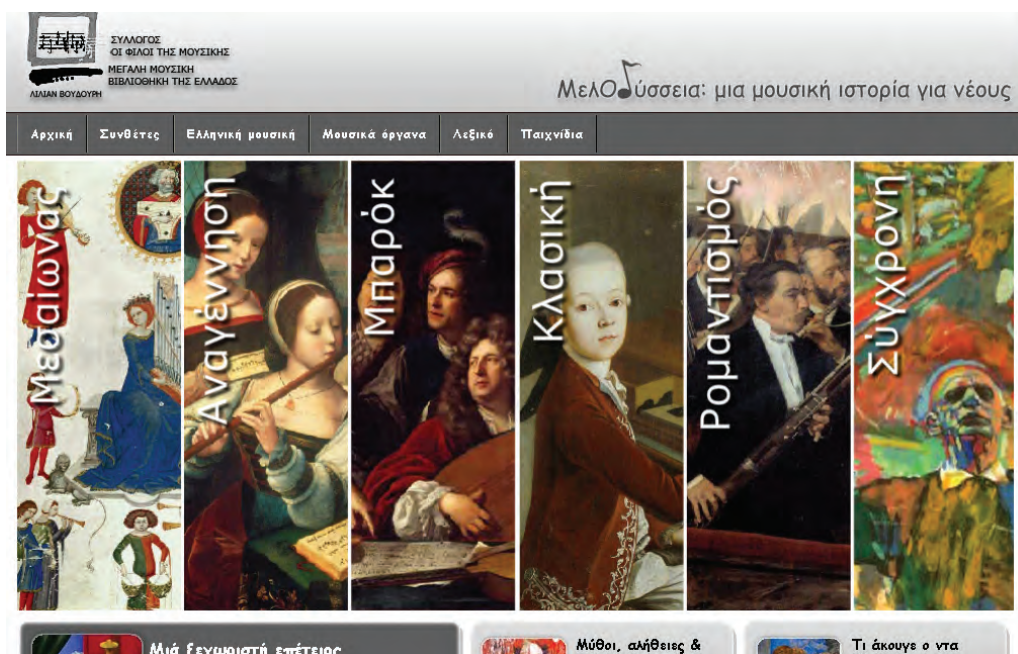 ΣΥΛΛΟΓΟΣ
ΟΙ ΦΙΛΟΙ ΤΗΣ ΜΟΥΣΙΚΗΣ
ΜΕΓΑΛΗ ΜΟΥΣΙΚΗ
ΒΙΒΛΙΟΘΗΚΗ ΤΗΣ ΕΛΛΑΔΟΣ
ΛΙΛΙΑΝ ΒΟΥΔΟΥΡΗ
ΜελΟδύσσεια: μια μουσική ιστορία για νέους
Αρχική Συνθέτες Ελληνική μουσική Μουσικά όργανα Λεξικό Παιχνίδια
Μεσαίωνας
Αναγέννηση
Μπαρόκ
Κλασική
Ρομαντισμός
Σύγχρονη
Μιά ξεχωριστή επέτειος
Μύθοι, αλήθειες &
Τι άκουγε ο ντα